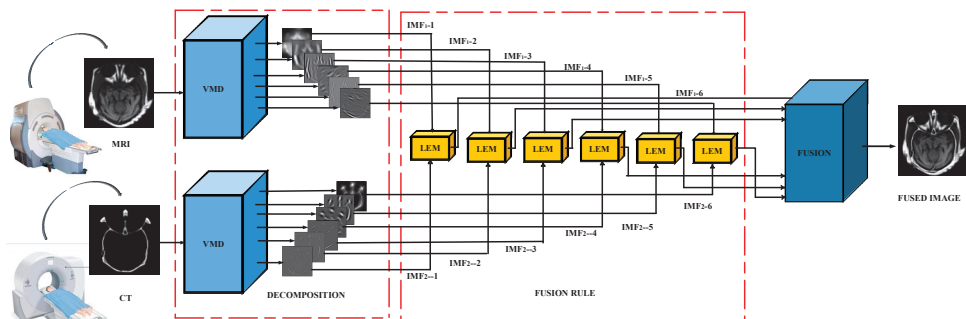 IMF₁-1
IMF₁-2
IMF₁-3
IMF₁-4
IMF₁-5
IMF₁-6
VMD
MRI
LEM
LEM
LEM
LEM
LEM
LEM
FUSION
FUSED IMAGE
VMD
IMF₂-6
IMF₂--5
IMF₂--4
IMF₂--3
IMF₂--2
IMF₂--1
CT
DECOMPOSITION
FUSION RULE